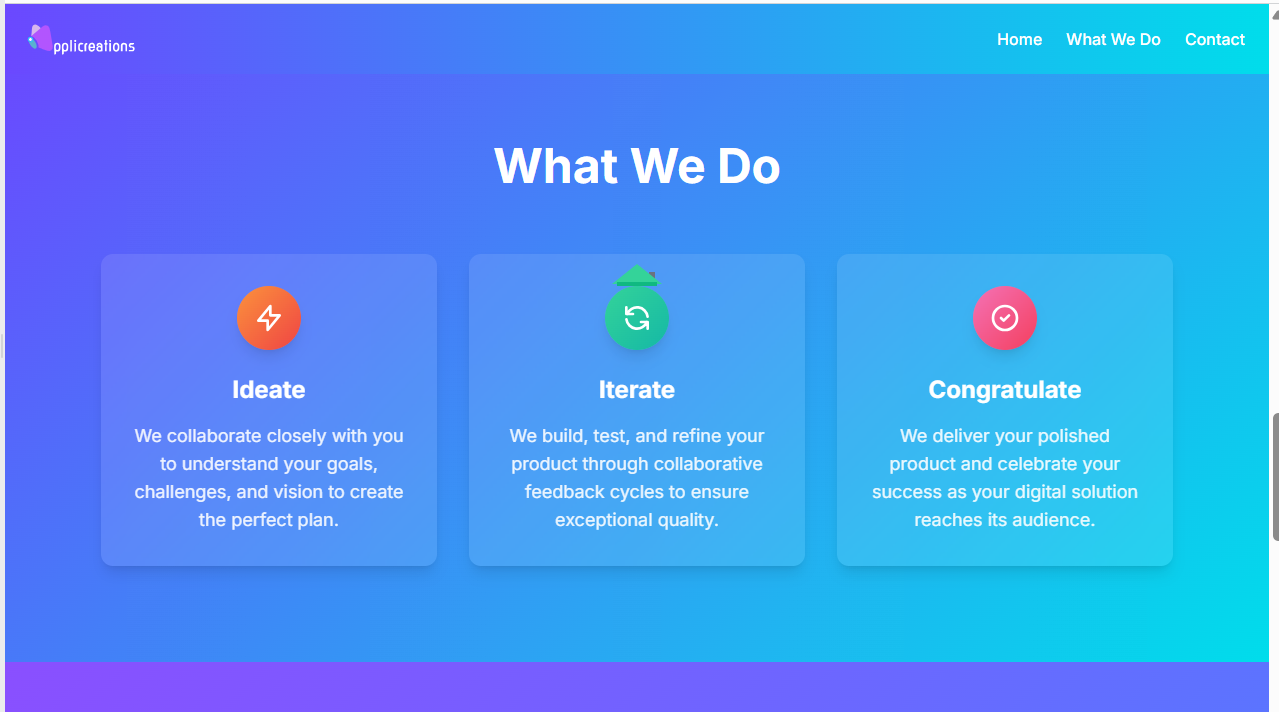 pplicreations
Home What We Do Contact
What We Do
Ideate
We collaborate closely with you
to understand your goals,
challenges, and vision to create
the perfect plan.
Iterate
We build, test, and refine your
product through collaborative
feedback cycles to ensure
exceptional quality.
Congratulate
We deliver your polished
product and celebrate your
success as your digital solution
reaches its audience.